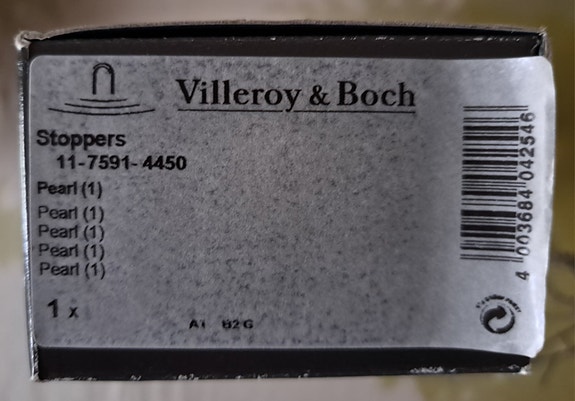 Villeroy & Boch
Stoppers
11-7591-4450
Pearl (1)
Pearl (1)
Pearl (1)
Pearl (1)
Pearl (1)
1 x
A1 B2G
4 003684 042546